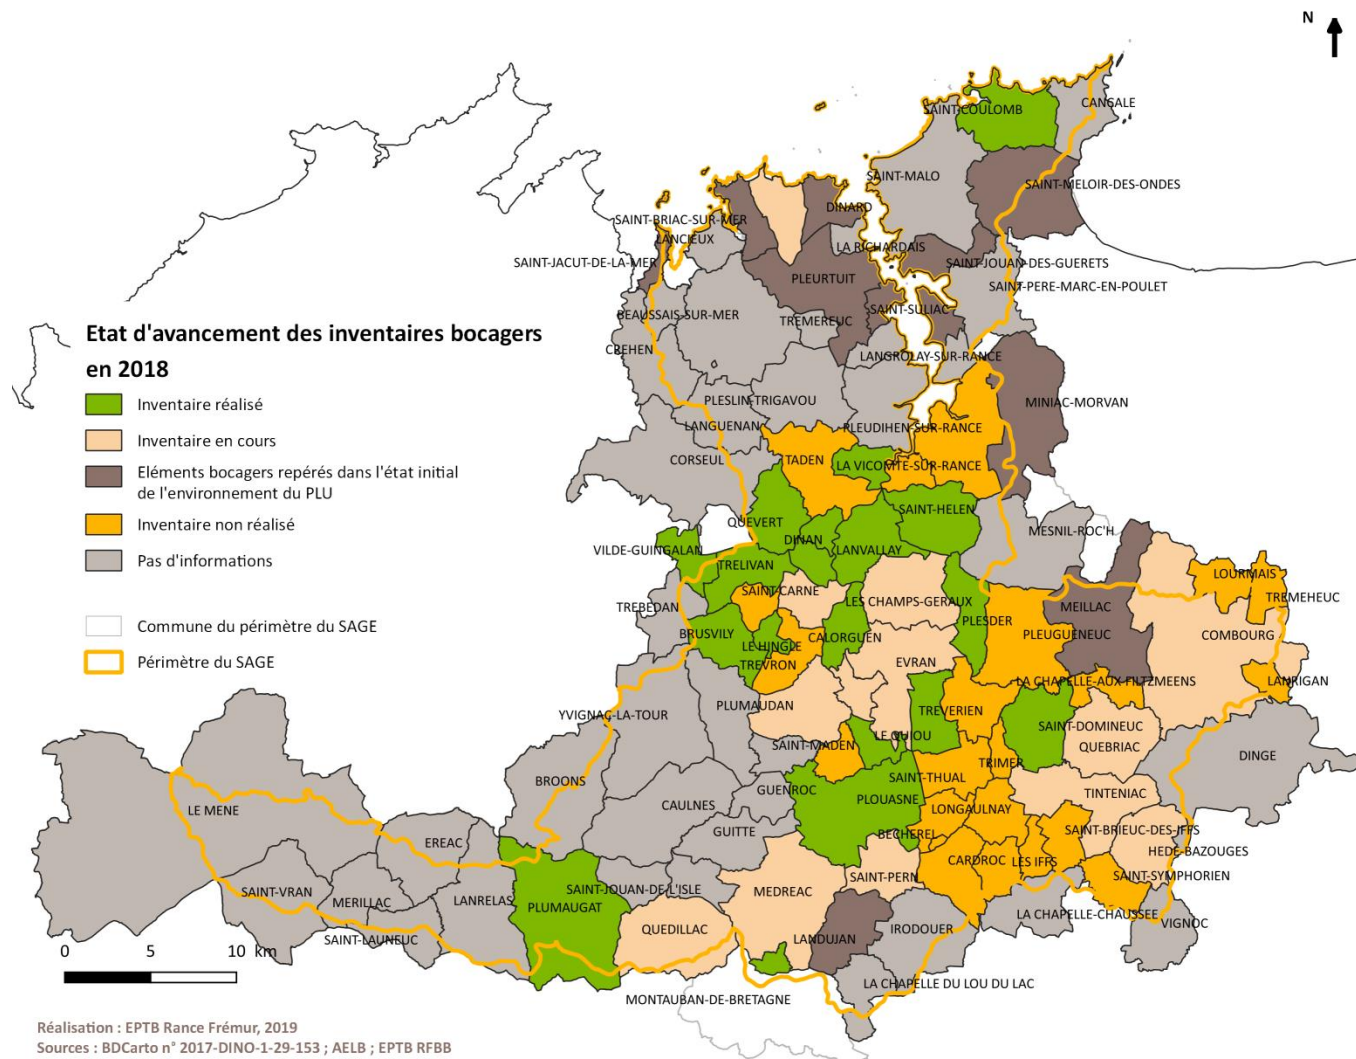 N
CANCALE
SAINT-COULOMB
SAINT-MALO
SAINT-MELOIR-DES-ONDES
DINARD
SAINT-BRIAC-SUR-MER
LANCIEUX
LA RICHARDAIS
SAINT-JACUT-DE-LA-MER
SAINT-JOUAN-DES-GUERETS
PLEURTUIT
SAINT-PERE-MARC-EN-POULET
SAINT-SULIAC
BEAUSSAIS-SUR-MER
TREMEREUC
Etat d'avancement des inventaires bocagers
en 2018
CREHEN
LANGROLAY-SUR-RANCE
Inventaire réalisé
PLESLIN-TRIGAVOU
MINIAC-MORVAN
LANGUENAN
PLEUDIHEN-SUR-RANCE
Inventaire en cours
CORSEUL
TADEN
LA VICOMTE-SUR-RANCE
Eléments bocagers repérés dans l'état initial
de l'environnement du PLU
SAINT-HELEN
Inventaire non réalisé
QUEVERT
MESNIL-ROC'H
DINAN
VILDE-GUINGALAN
LANVALLAY
Pas d'informations
TRELIVAN
LOURMAIS
SAINT-CARNE
TREMEHEUC
LES CHAMPS-GERAUX
TREBEDAN
MEILLAC
PLESDER
Commune du périmètre du SAGE
BRUSVILY
CALORGUEN
PLEUGUENEUC
COMBOURG
LE HINGLE
Périmètre du SAGE
TREVRON
EVRAN
LA CHAPELLE-AUX-FILTZMEENS
LANRIGAN
PLUMAUDAN
TREVERIEN
YVIGNAC-LA-TOUR
SAINT-DOMINEUC
LE QUIOU
SAINT-MADEN
QUEBRIAC
DINGE
TRIMER
BROONS
SAINT-THUAL
GUENROC
TINTENIAC
PLOUASNE
CAULNES
LE MENE
LONGAULNAY
GUITTE
SAINT-BRIEUC-DES-IFFS
BECHEREL
EREAC
HEDE-BAZOUGES
CARDROC
LES IFFS
SAINT-PERN
SAINT-SYMPHORIEN
SAINT-VRAN
SAINT-JOUAN-DE-L'ISLE
MEDREAC
LANRELAS
MERILLAC
PLUMAUGAT
LA CHAPELLE-CHAUSSEE
VIGNOC
QUEDILLAC
IRODOUER
SAINT-LAUNEUC
LANDUJAN
0 5 10 km
LA CHAPELLE DU LOU DU LAC
MONTAUBAN-DE-BRETAGNE
Réalisation : EPTB Rance Frémur, 2019
Sources : BDCarto n° 2017-DINO-1-29-153 ; AELB ; EPTB RFBB